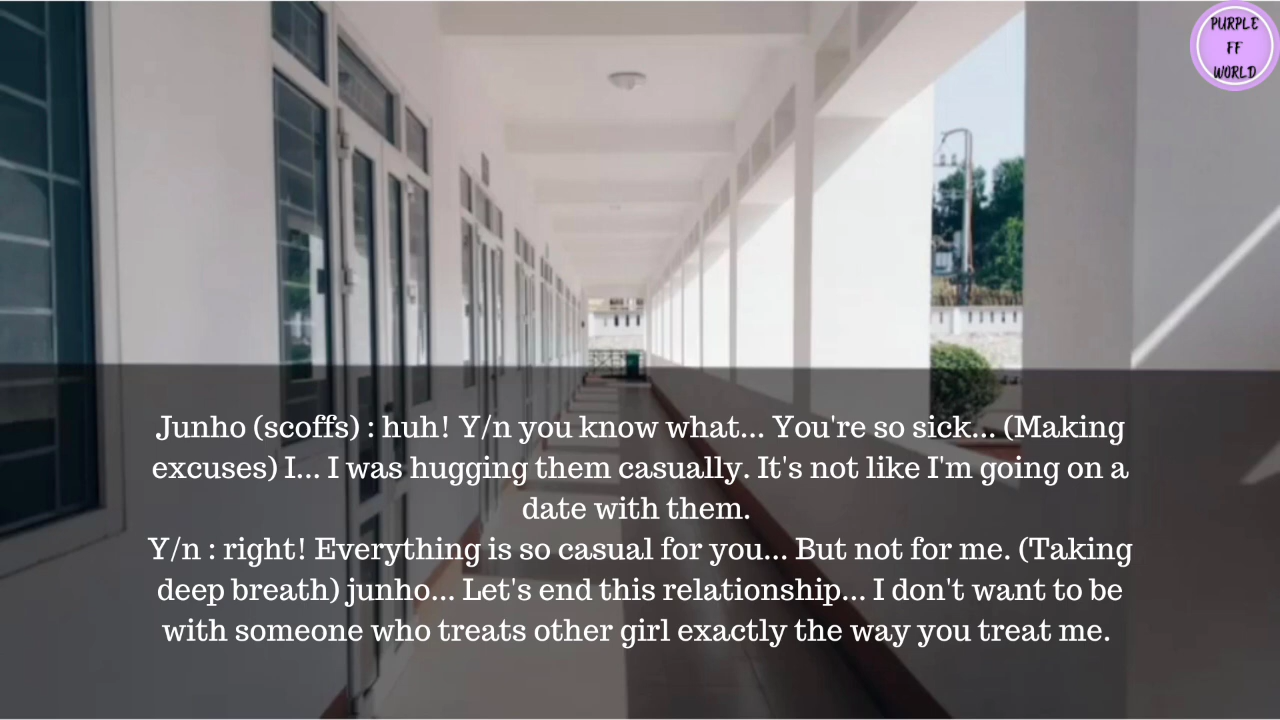 PURPLE
FF
WORLD
Junho (scoffs) : huh! Y/n you know what... You're so sick... (Making
excuses) I... I was hugging them casually. It's not like I'm going on a
date with them.
Y/n : right! Everything is so casual for you... But not for me. (Taking
deep breath) junho... Let's end this relationship... I don't want to be
with someone who treats other girl exactly the way you treat me.